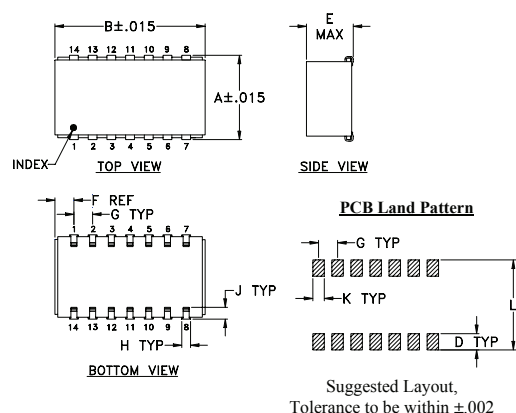 B±.015
14 13 12 11 10 9 8
A±.015
INDEX
1 2 3 4 5 6 7
TOP VIEW
E
MAX
SIDE VIEW
F REF
G TYP
1 2 3 4 5 6 7
J TYP
14 13 12 11 10 9 8
H TYP
BOTTOM VIEW
PCB Land Pattern
G TYP
K TYP
L
D TYP
Suggested Layout,
Tolerance to be within ±.002